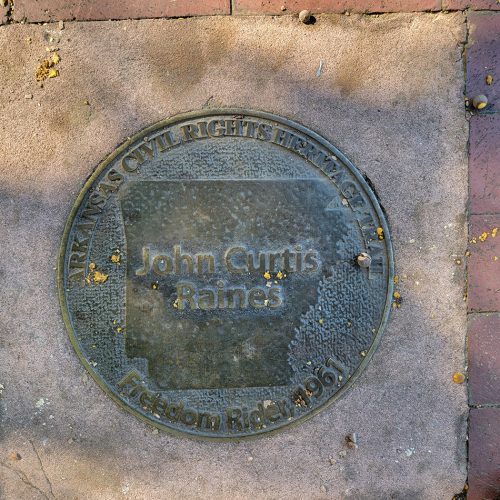 ARKANSAS CIVIL RIGHTS HERITAGE TRAIL
John Curtis
Raines
Freedom Rider 1961